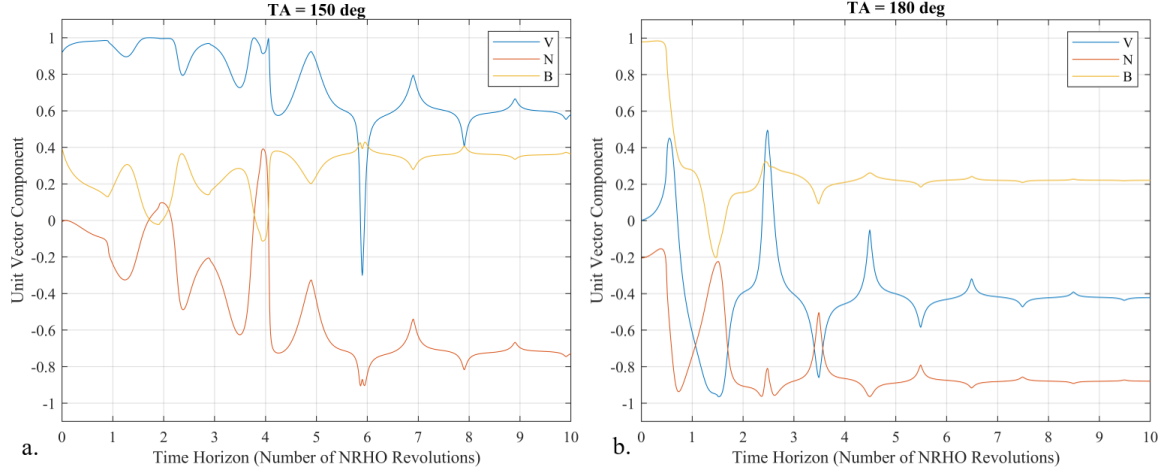 TA = 150 deg
1
0.8
0.6
0.4
0.2
0
-0.2
-0.4
-0.6
-0.8
-1
Unit Vector Component
V
N
B
0 1 2 3 4 5 6 7 8 9 10
Time Horizon (Number of NRHO Revolutions)
a.
TA = 180 deg
1
0.8
0.6
0.4
0.2
0
-0.2
-0.4
-0.6
-0.8
-1
Unit Vector Component
V
N
B
0 1 2 3 4 5 6 7 8 9 10
Time Horizon (Number of NRHO Revolutions)
b.